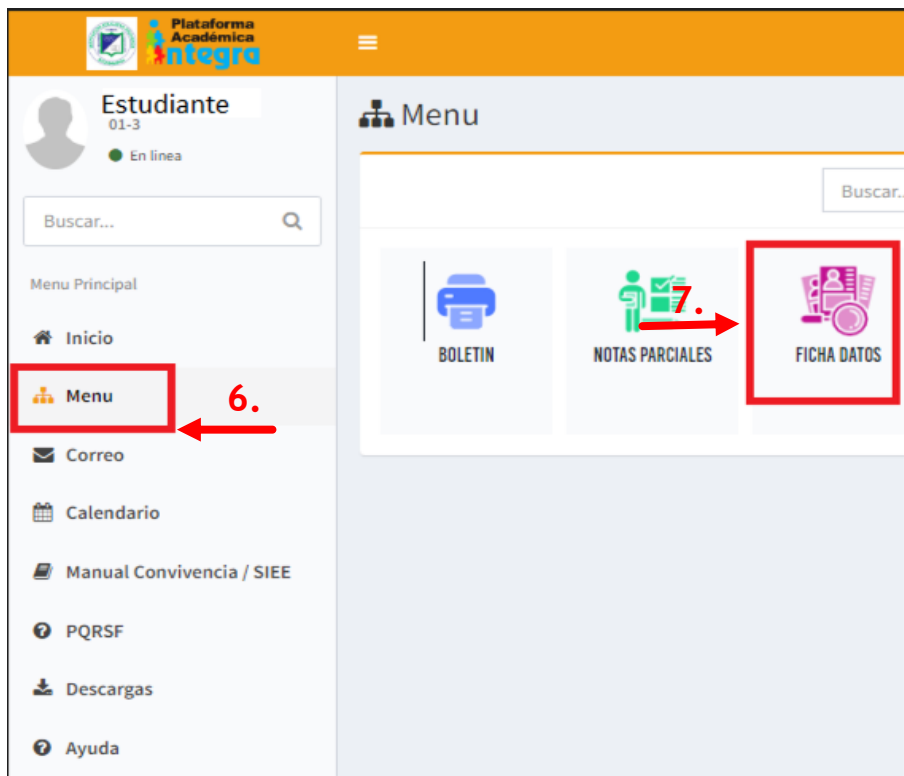 Plataforma
Académica
integra
Estudiante
01-3
En linea
Buscar...
Menu Principal
Inicio
Menu
6.
Correo
Calendario
Manual Convivencia / SIEE
PQRSF
Descargas
Ayuda
Menu
Buscar..
BOLETIN
NOTAS PARCIALES
7.
FICHA DATOS